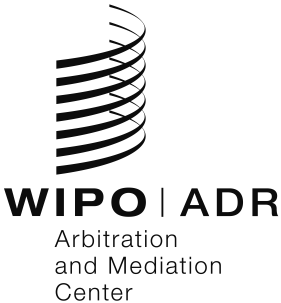 WIPO | ADR
Arbitration
and Mediation
Center